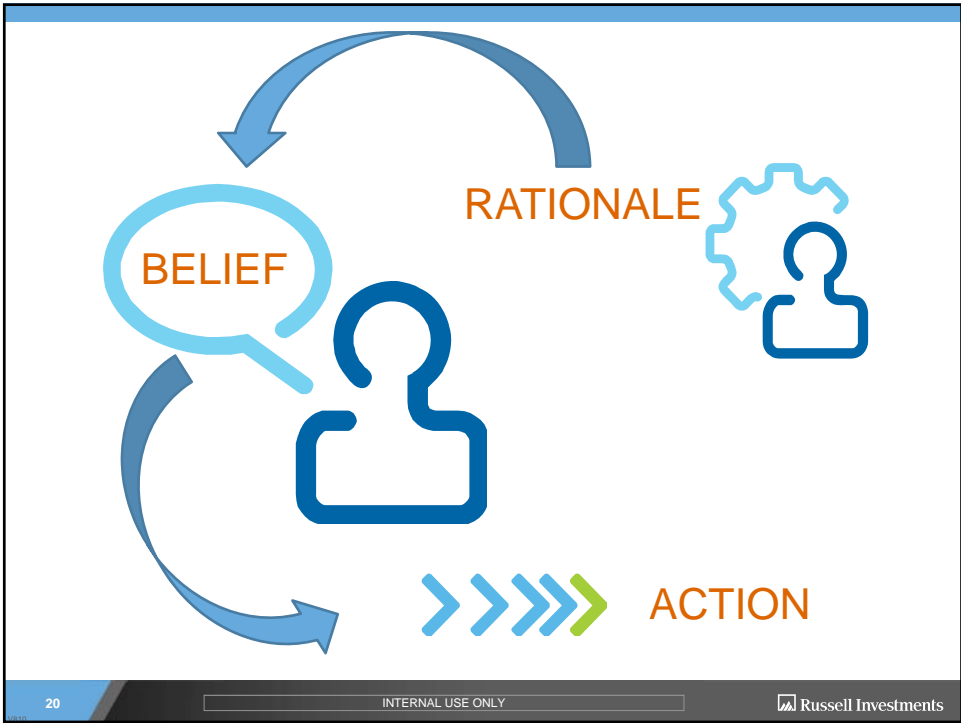 RATIONALE
BELIEF
ACTION
20
INTERNAL USE ONLY
Russell Investments